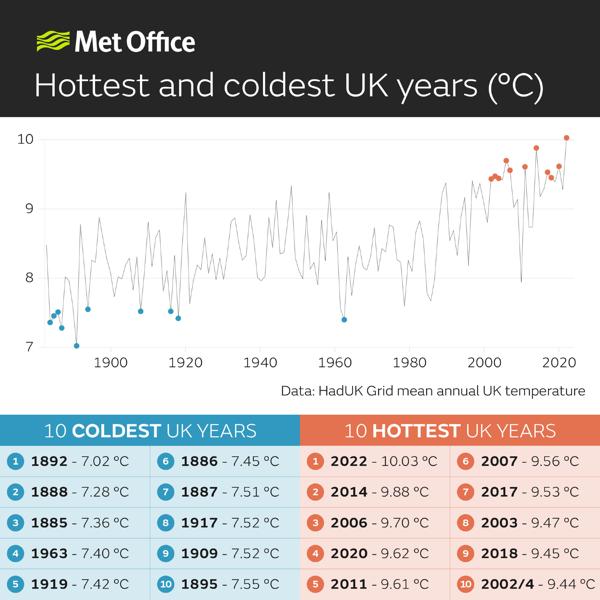 Met Office
Hottest and coldest UK years (°C)
10
9
8
7
1900 1920 1940 1960 1980 2000 2020
Data: HadUK Grid mean annual UK temperature
10 COLDEST UK YEARS
1 1892 - 7.02 °C
2 1888 - 7.28 °C
3 1885 - 7.36 °C
4 1963 - 7.40 °C
5 1919 - 7.42 °C
6 1886 - 7.45 °C
7 1887 - 7.51 °C
8 1917 - 7.52 °C
9 1909 - 7.52 °C
10 1895 - 7.55 °C
10 HOTTEST UK YEARS
1 2022 - 10.03 °C
2 2014 - 9.88 °C
3 2006 - 9.70 °C
4 2020 - 9.62 °C
5 2011 - 9.61 °C
6 2007 - 9.56 °C
7 2017 - 9.53 °C
8 2003 - 9.47 °C
9 2018 - 9.45 °C
10 2002/4 - 9.44 °C